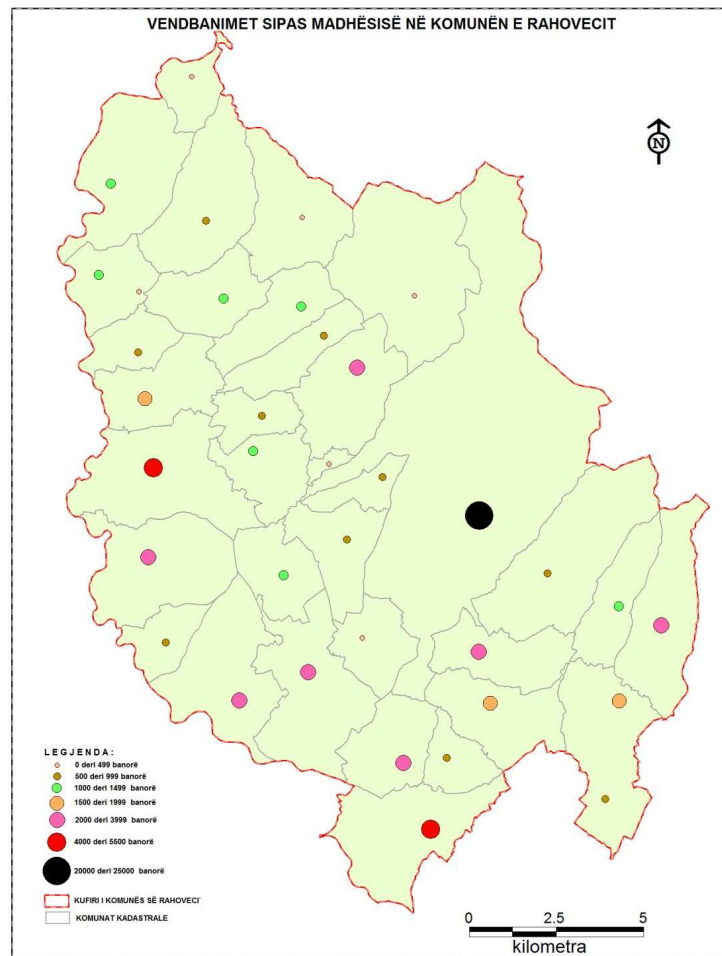 VENDBANIMET SIPAS MADHËSISË NË KOMUNËN E RAHOVECIT
N
LEGJENDA:
0 deri 499 banorë
500 deri 999 banorë
1000 deri 1499 banorë
1500 deri 1999 banorë
2000 deri 3999 banorë
4000 deri 5500 banorë
20000 deri 25000 banorë
KUFIRI I KOMUNËS SË RAHOVECI
KOMUNAT KADASTRALE
0 2.5 5
kilometra